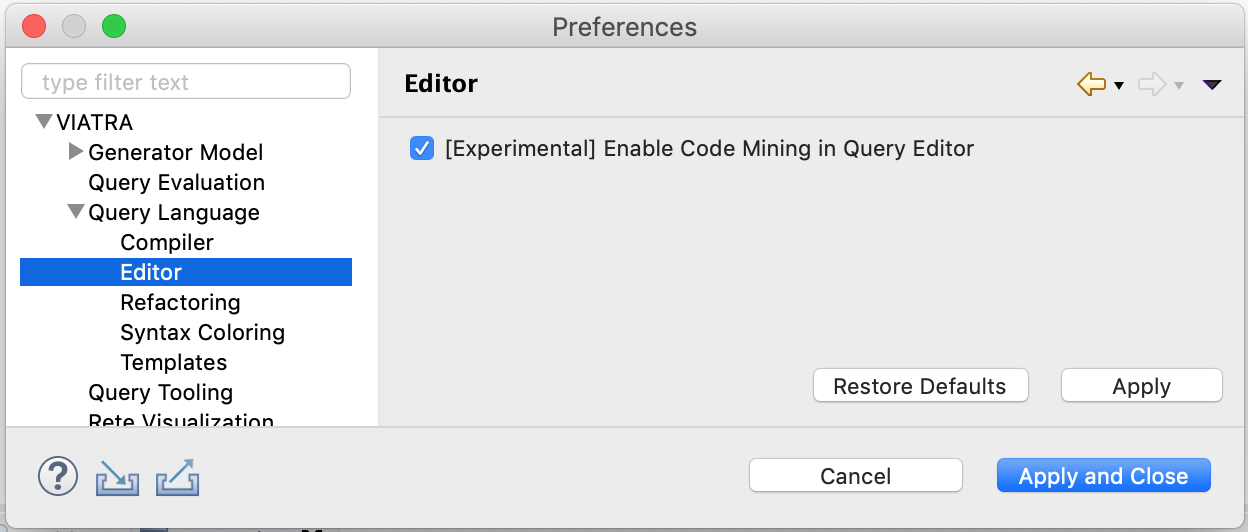 Preferences
type filter text
VIATRA
Generator Model
Query Evaluation
Query Language
Compiler
Editor
Refactoring
Syntax Coloring
Templates
Query Tooling
Rete Visualization
Editor
[Experimental] Enable Code Mining in Query Editor
Restore Defaults
Apply
?
Cancel
Apply and Close